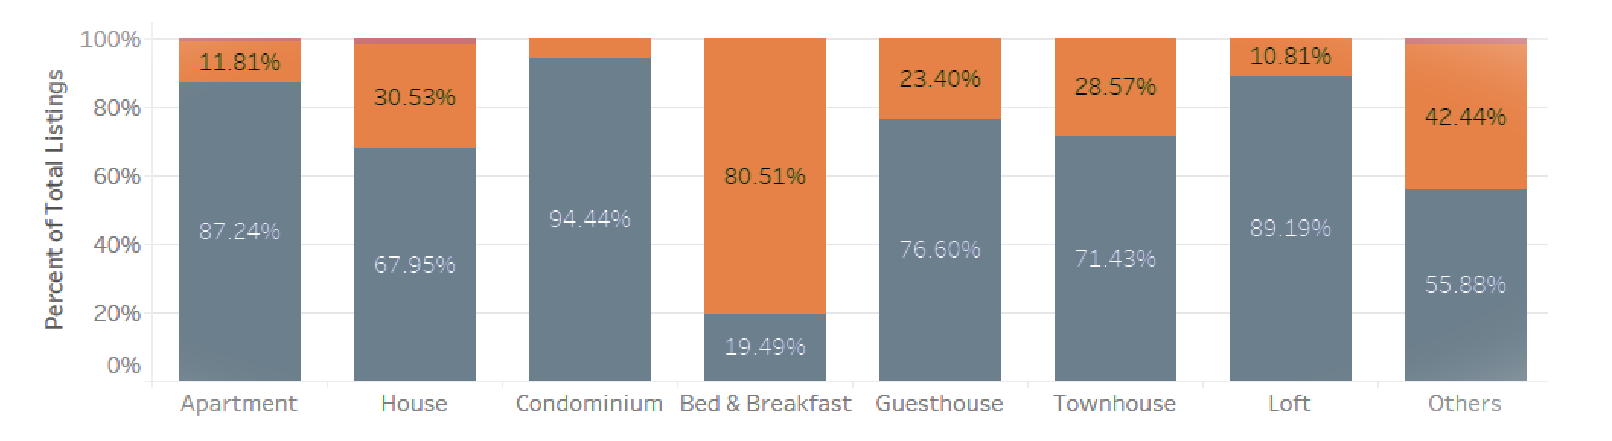 Percent of Total Listings
100%
80%
60%
40%
20%
0%
11.81%
87.24%
30.53%
67.95%
94.44%
80.51%
19.49%
23.40%
76.60%
28.57%
71.43%
10.81%
89.19%
42.44%
55.88%
Apartment
House
Condominium
Bed & Breakfast
Guesthouse
Townhouse
Loft
Others